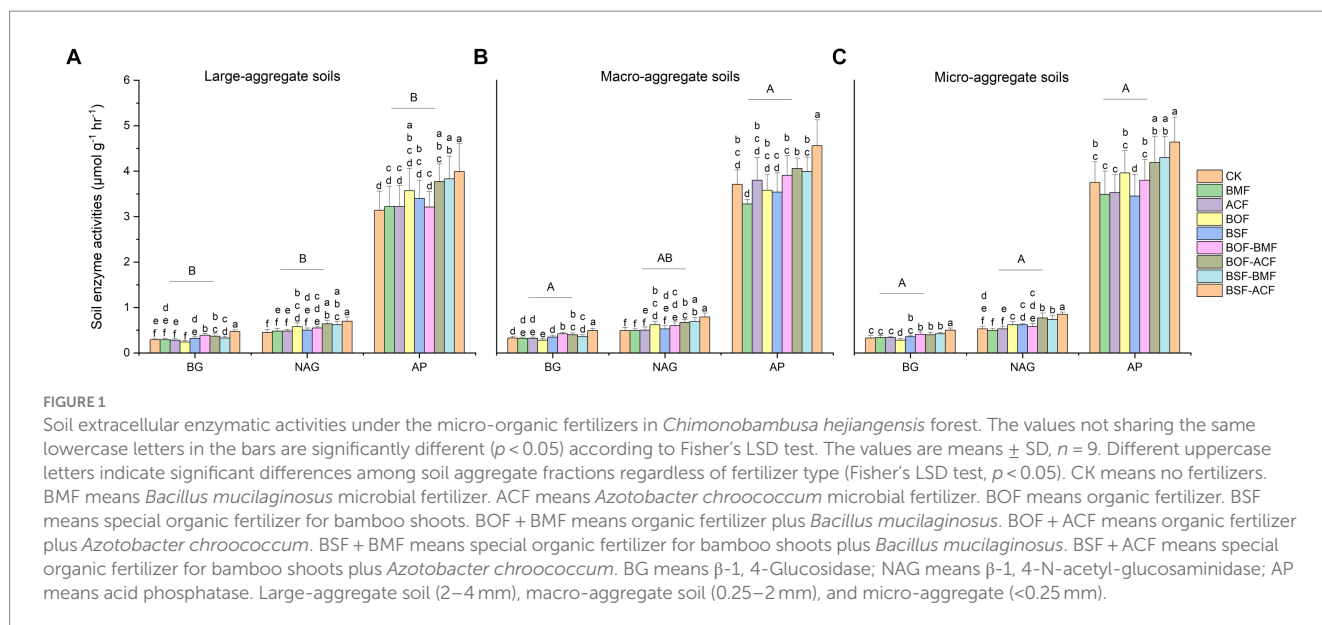 A
Large-aggregate soils
B
Macro-aggregate soils
C
Micro-aggregate soils
Soil enzyme activities (μmol g⁻¹ hr⁻¹)
6
5
4
3
2
1
0
B
B
B
A
AB
A
A
A
A
BG
NAG
AP
BG
NAG
AP
BG
NAG
AP
CK
BMF
ACF
BOF
BSF
BOF-BMF
BOF-ACF
BSF-BMF
BSF-ACF
FIGURE 1
Soil extracellular enzymatic activities under the micro-organic fertilizers in Chimonobambusa hejiangensis forest. The values not sharing the same
lowercase letters in the bars are significantly different (p < 0.05) according to Fisher's LSD test. The values are means ± SD, n = 9. Different uppercase
letters indicate significant differences among soil aggregate fractions regardless of fertilizer type (Fisher's LSD test, p < 0.05). CK means no fertilizers.
BMF means Bacillus mucilaginosus microbial fertilizer. ACF means Azotobacter chroococcum microbial fertilizer. BOF means organic fertilizer. BSF
means special organic fertilizer for bamboo shoots. BOF + BMF means organic fertilizer plus Bacillus mucilaginosus. BOF + ACF means organic fertilizer
plus Azotobacter chroococcum. BSF + BMF means special organic fertilizer for bamboo shoots plus Bacillus mucilaginosus. BSF + ACF means special
organic fertilizer for bamboo shoots plus Azotobacter chroococcum. BG means β-1, 4-Glucosidase; NAG means β-1, 4-N-acetyl-glucosaminidase; AP
means acid phosphatase. Large-aggregate soil (2–4 mm), macro-aggregate soil (0.25–2 mm), and micro-aggregate (<0.25 mm).